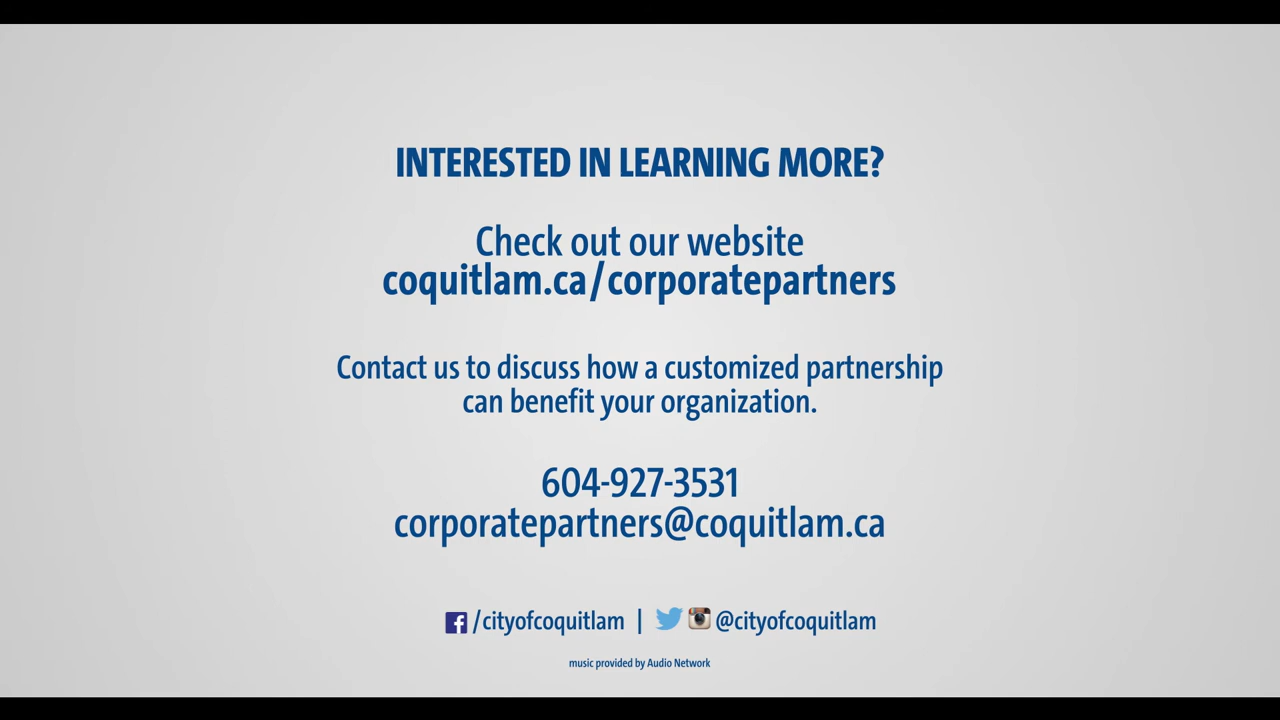 INTERESTED IN LEARNING MORE?
Check out our website
coquitlam.ca/corporatepartners
Contact us to discuss how a customized partnership
can benefit your organization.
604-927-3531
corporatepartners@coquitlam.ca
/cityofcoquitlam | @cityofcoquitlam
music provided by Audio Network